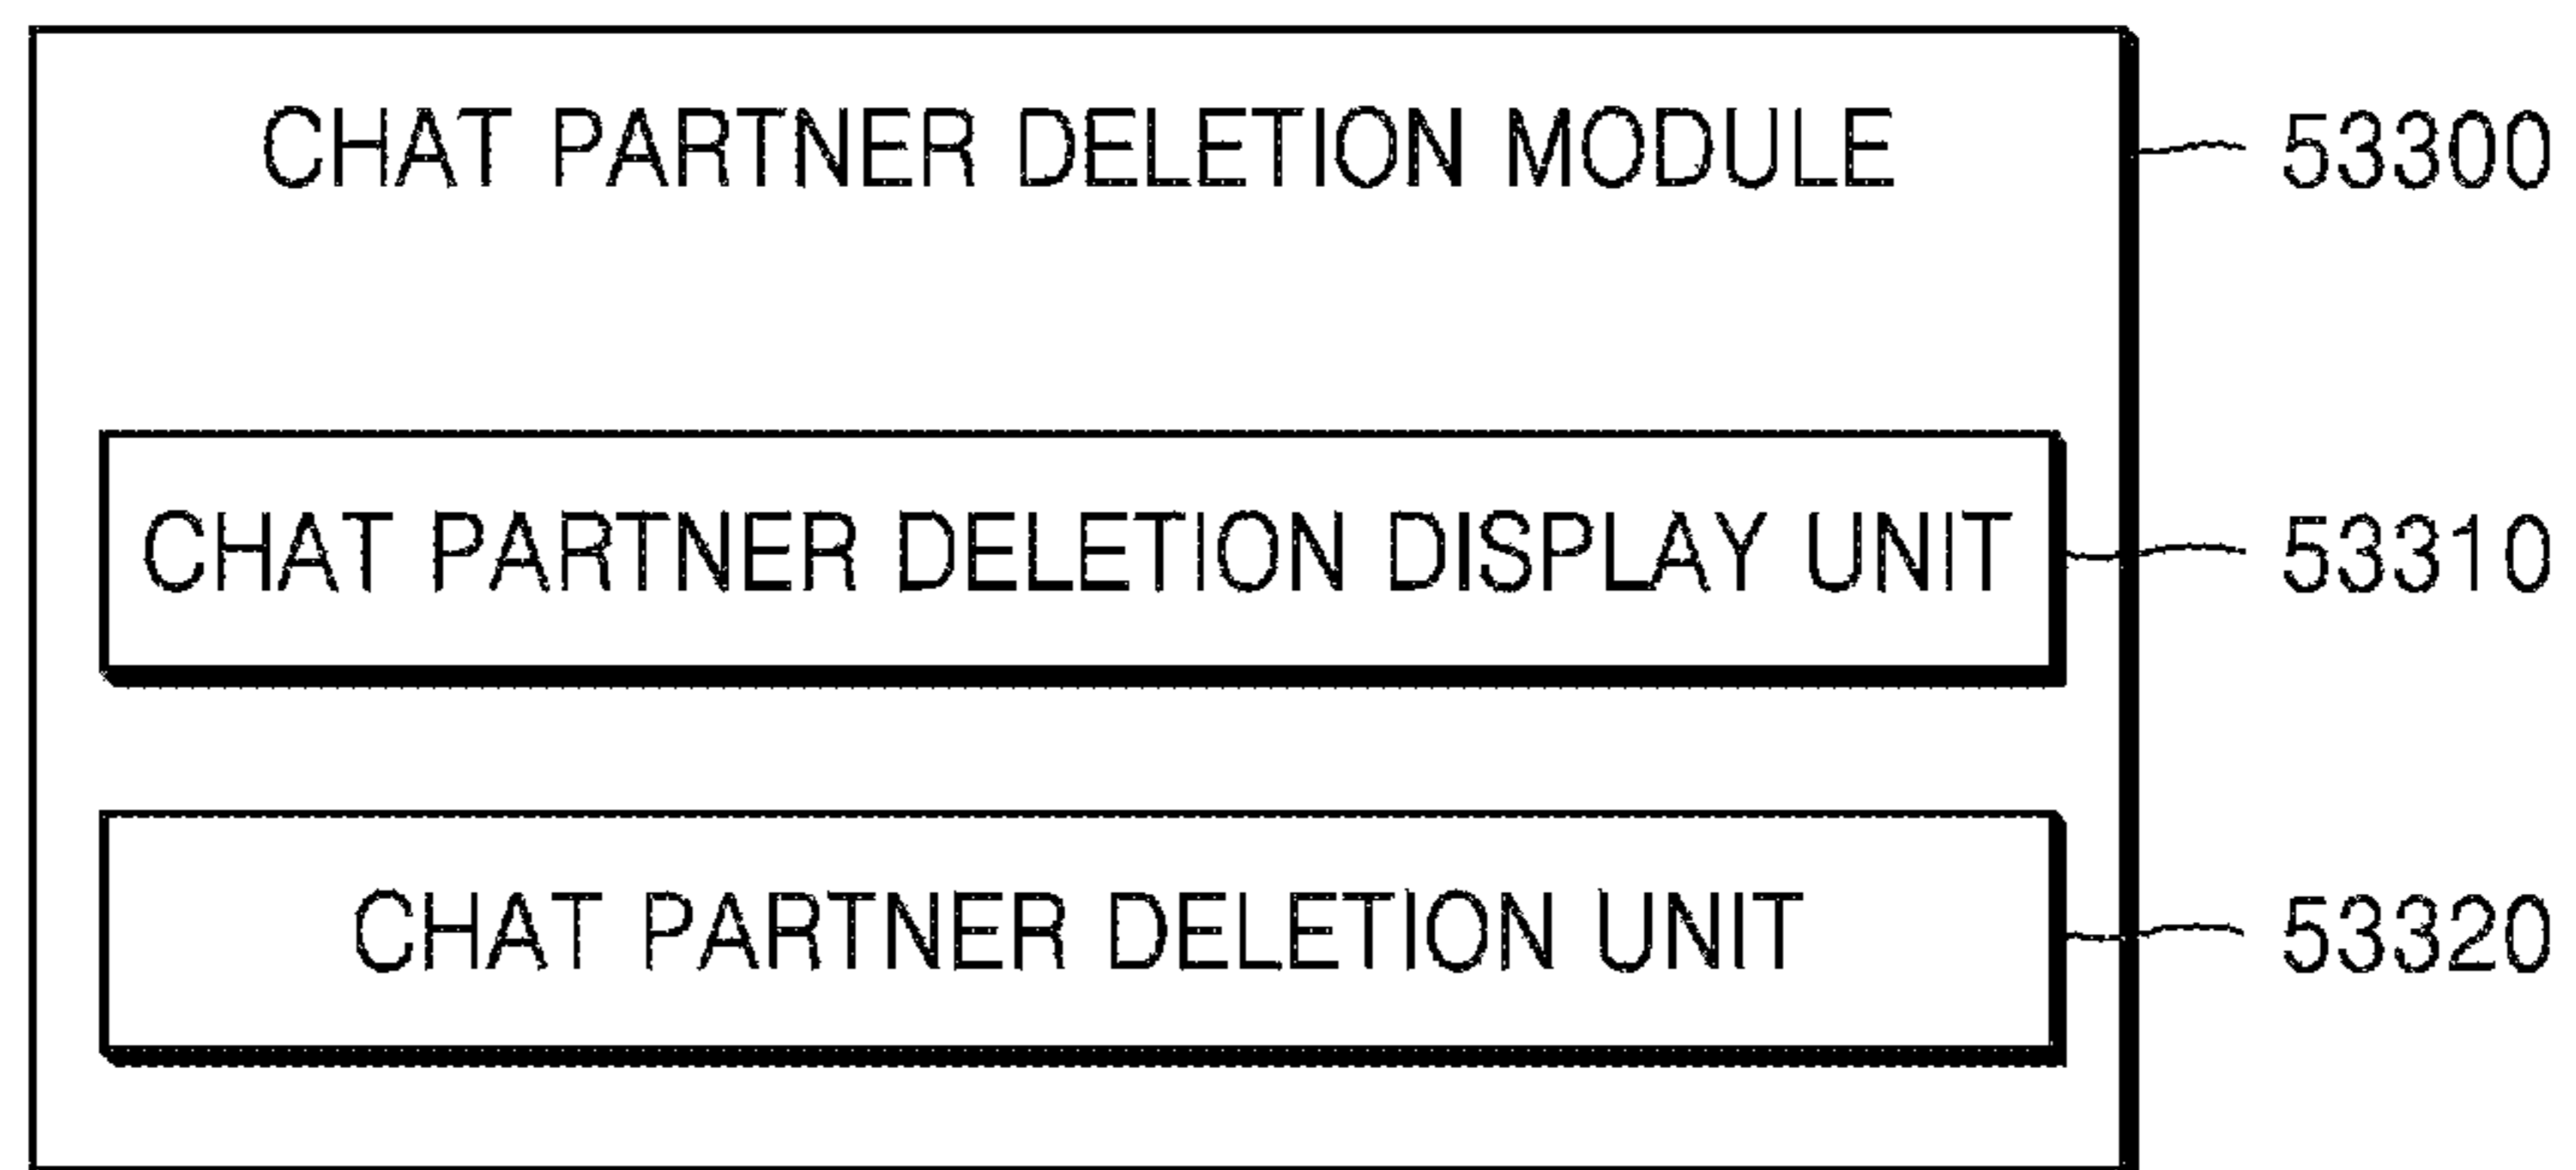 CHAT PARTNER DELETION MODULE 53300
CHAT PARTNER DELETION DISPLAY UNIT 53310
CHAT PARTNER DELETION UNIT 53320